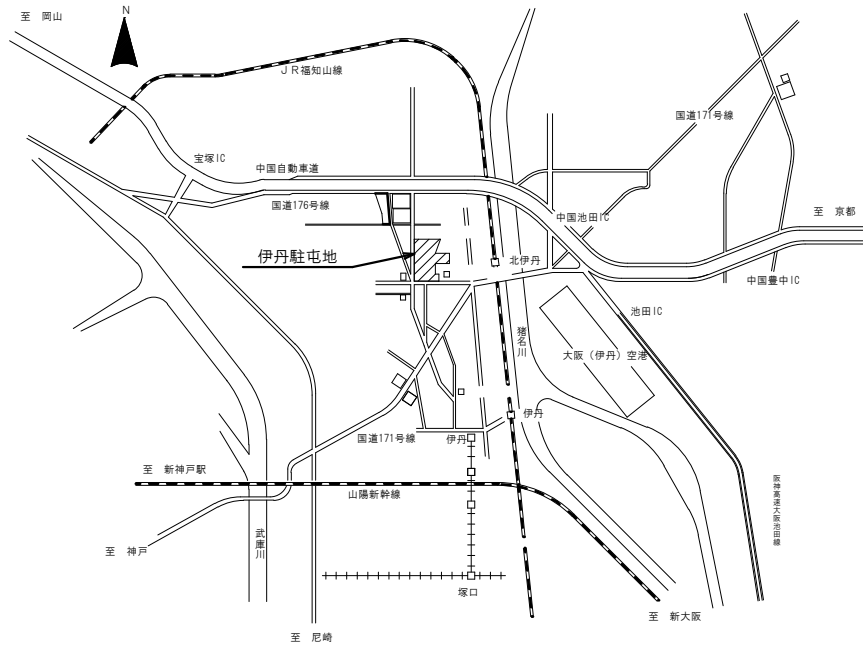 至 岡山
N
JR福知山線
国道171号線
宝塚IC
中国自動車道
国道176号線
中国池田IC
至 京都
伊丹駐屯地
北伊丹
中国豊中IC
池田IC
猪名川
大阪(伊丹)空港
国道171号線
伊丹
伊丹
至 新神戸駅
山陽新幹線
阪神高速大阪池田線
武庫川
至 神戸
塚口
至 新大阪
至 尼崎